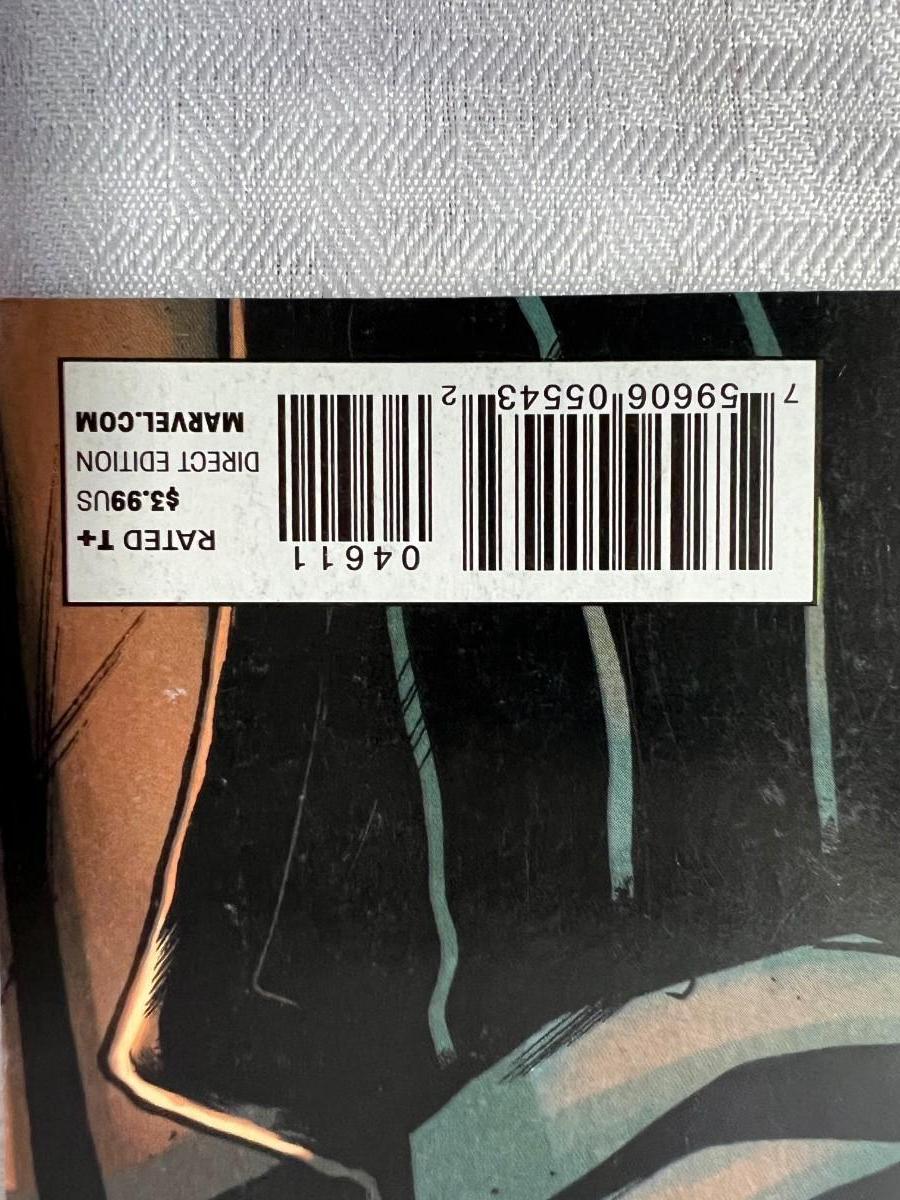 RATED T+
$3.99US
DIRECT EDITION
MARVEL.COM
04611
7 59606 05543 2